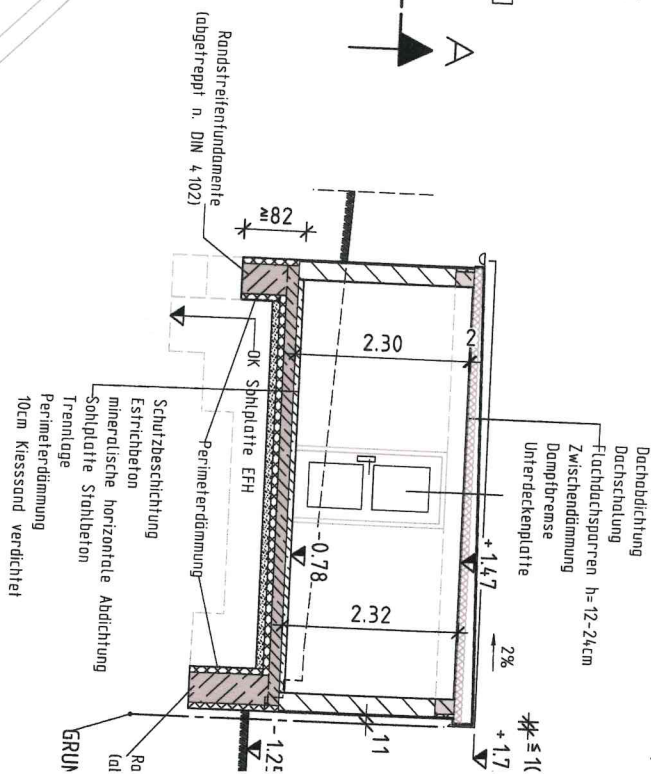 A
Randstreifenfundamente
(abgetreppt n. DIN 4102)
≥82
Dachabdichtung
Dachschalung
Flachdachsparren h=12-24cm
Zwischendämmung
Dampfbremse
Unterdeckenplatte
2
2.30
+1.47
2%
2.32
-0.78
11
OK Sohlplatte EFH
Perimeterdämmung
Schutzbeschichtung
Estrichbeton
mineralische horizontale Abdichtung
Sohlplatte Stahlbeton
Trennlage
Perimeterdämmung
10cm Kiesssand verdichtet